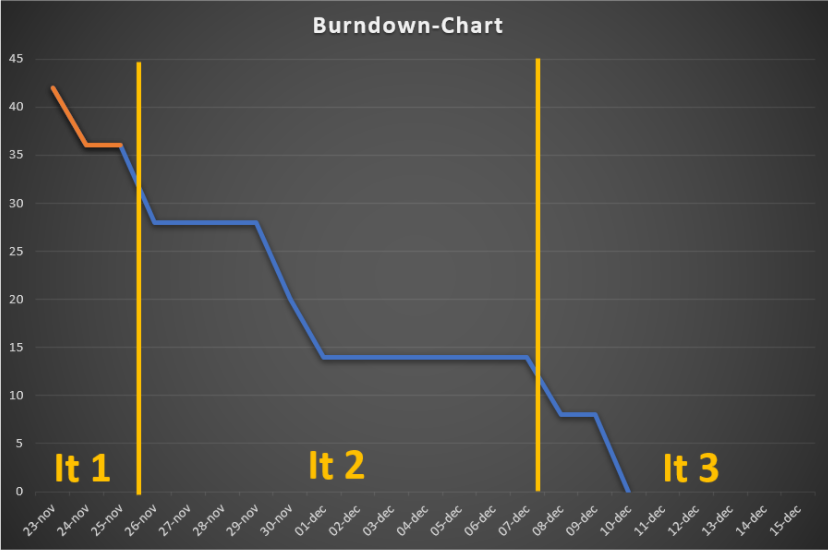 Burndown-Chart
45
40
35
30
25
20
15
10
5
0
It 1
It 2
It 3
23-nov
24-nov
25-nov
26-nov
27-nov
28-nov
29-nov
30-nov
01-dec
02-dec
03-dec
04-dec
05-dec
06-dec
07-dec
08-dec
09-dec
10-dec
11-dec
12-dec
13-dec
14-dec
15-dec